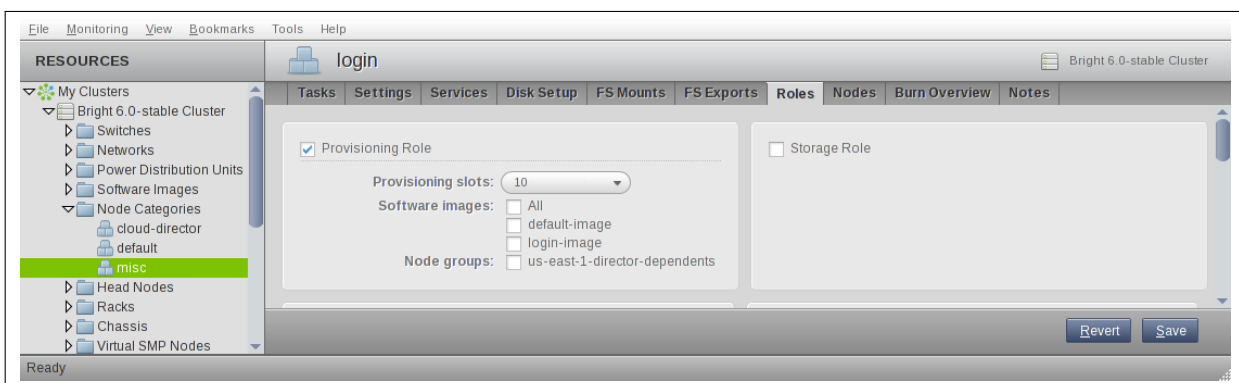 File Monitoring View Bookmarks Tools Help
RESOURCES
login
Bright 6.0-stable Cluster
My Clusters
Bright 6.0-stable Cluster
Switches
Networks
Power Distribution Units
Software Images
Node Categories
cloud-director
default
misc
Head Nodes
Racks
Chassis
Virtual SMP Nodes
Tasks Settings Services Disk Setup FS Mounts FS Exports Roles Nodes Burn Overview Notes
Provisioning Role
Provisioning slots: 10
Software images: All
default-image
login-image
Node groups: us-east-1-director-dependents
Storage Role
Revert Save
Ready